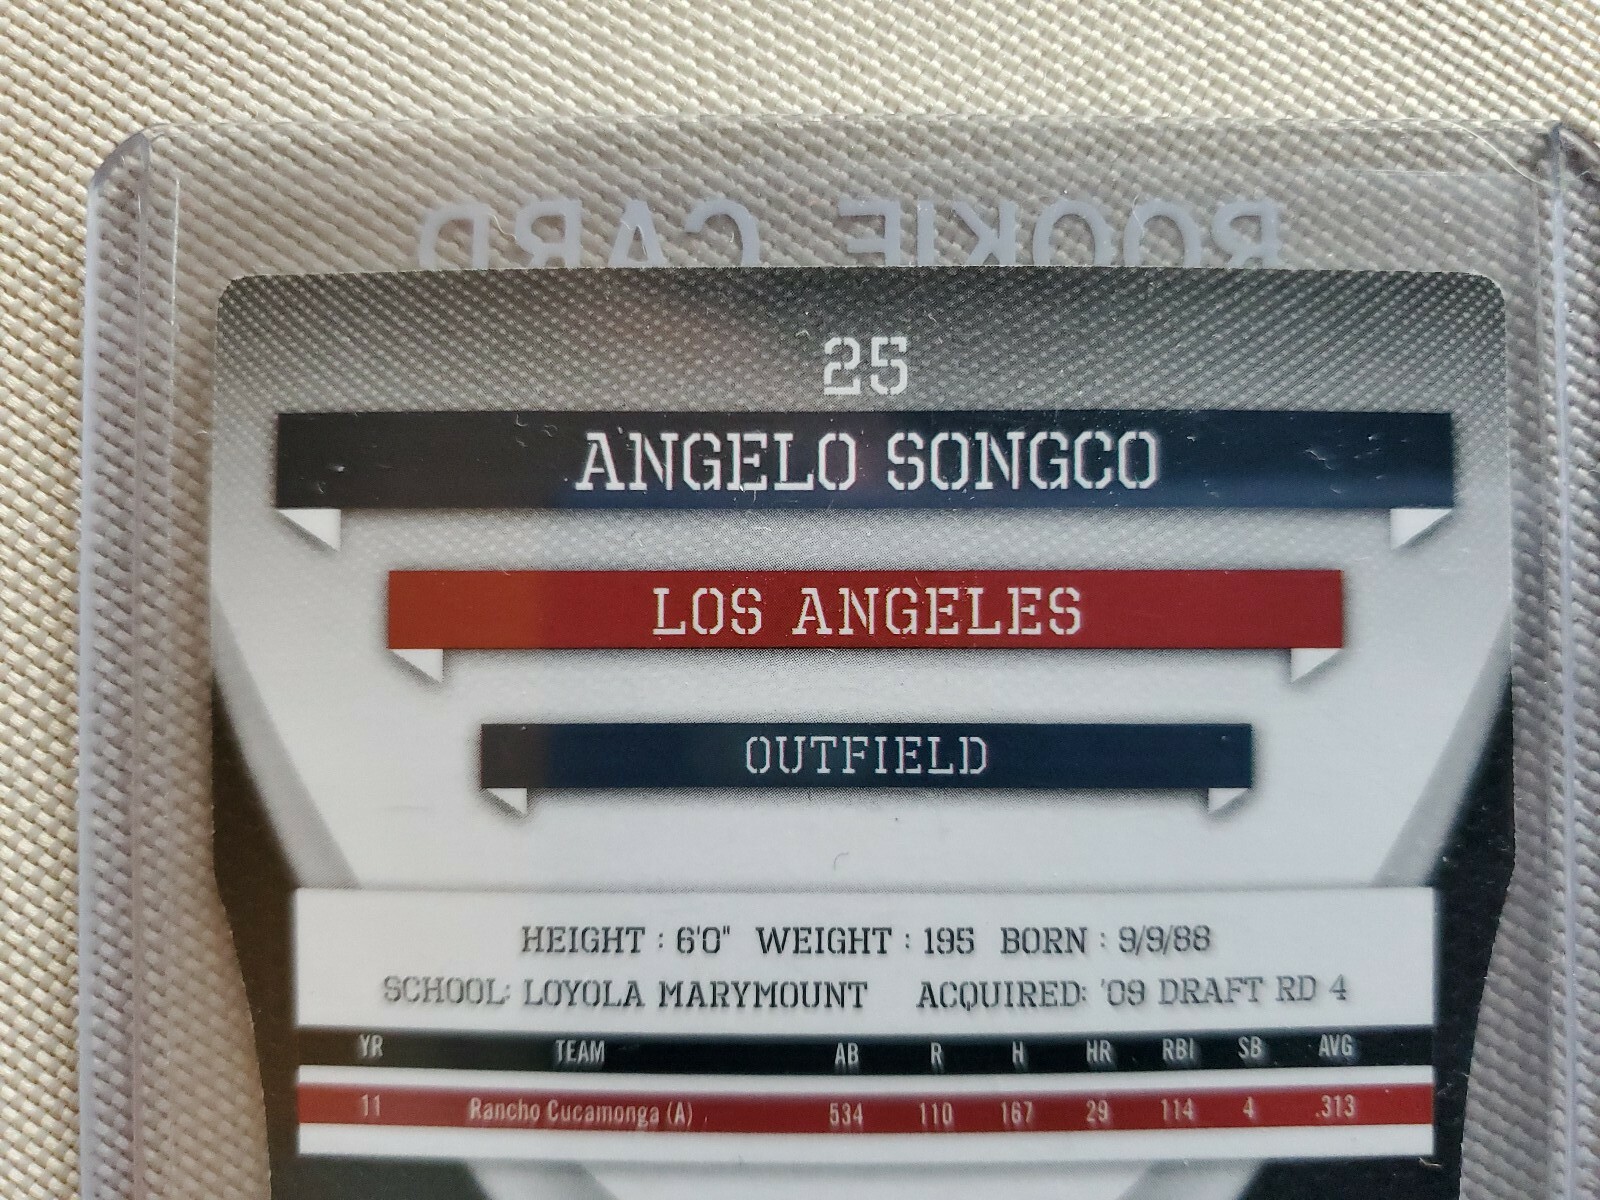 ROOKIE CARD
25
ANGELO SONGCO
LOS ANGELES
OUTFIELD
HEIGHT : 6'0" WEIGHT : 195 BORN : 9/9/88
SCHOOL: LOYOLA MARYMOUNT ACQUIRED: '09 DRAFT RD 4
YR TEAM AB R H HR RBI SB AVG
11 Rancho Cucamonga (A) 534 110 167 29 114 4 .313